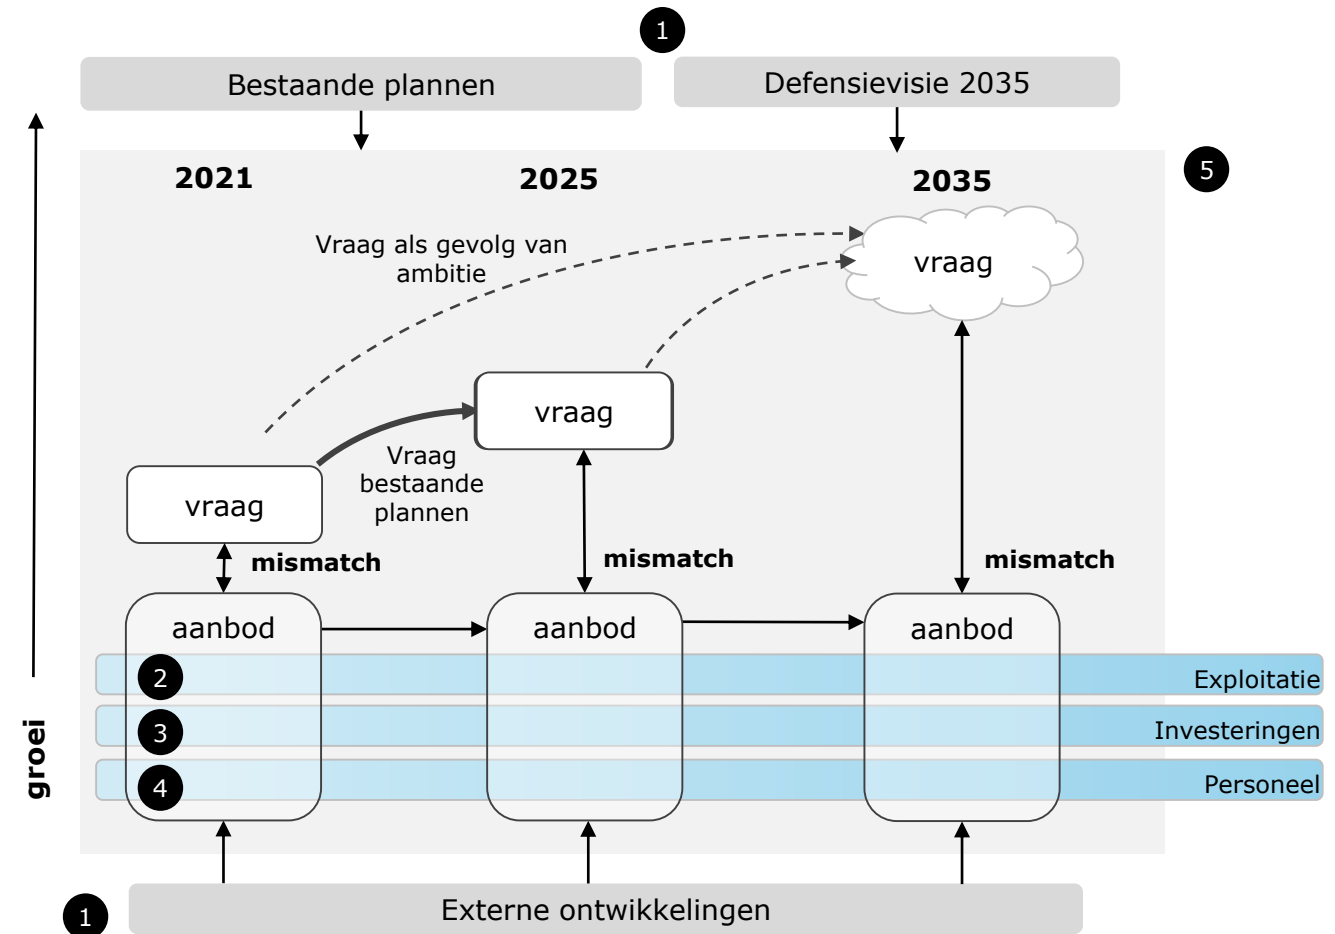 1
Bestaande plannen
Defensievisie 2035
2021
2025
2035
5
Vraag als gevolg van
ambitie
vraag
vraag
Vraag
bestaande
plannen
vraag
mismatch
mismatch
mismatch
aanbod
aanbod
aanbod
2
Exploitatie
3
Investeringen
4
Personeel
groei
1
Externe ontwikkelingen